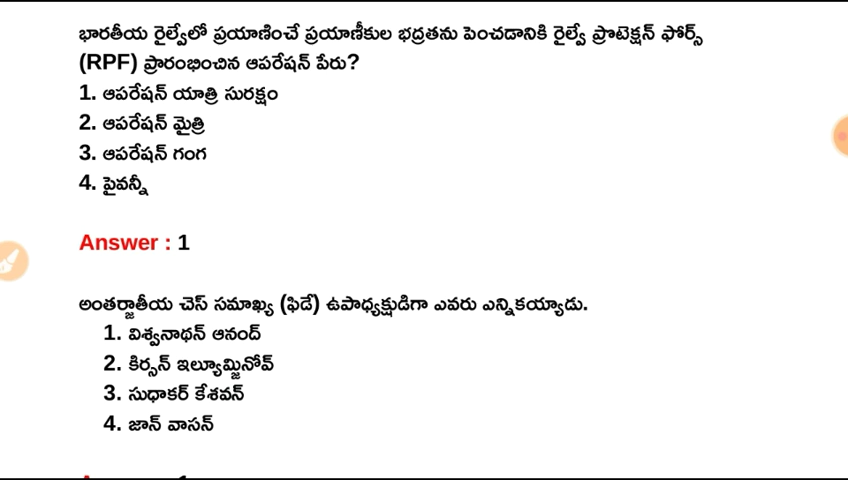 భారతీయ రైల్వేలో ప్రయాణించే ప్రయాణీకుల భద్రతను పెంచడానికి రైల్వే ప్రొటెక్షన్ ఫోర్స్
(RPF) ప్రారంభించిన ఆపరేషన్ పేరు?
1. ఆపరేషన్ యాత్రి సురక్షం
2. ఆపరేషన్ మైత్రి
3. ఆపరేషన్ గంగ
4. పైవన్నీ
Answer : 1
అంతర్జాతీయ చెస్ సమాఖ్య (ఫిడే) ఉపాధ్యక్షుడిగా ఎవరు ఎన్నికయ్యాడు.
1. విశ్వనాథన్ ఆనంద్
2. కిర్సన్ ఇల్యూమ్జినోవ్
3. సుధాకర్ కేశవన్
4. జాన్ వాసన్